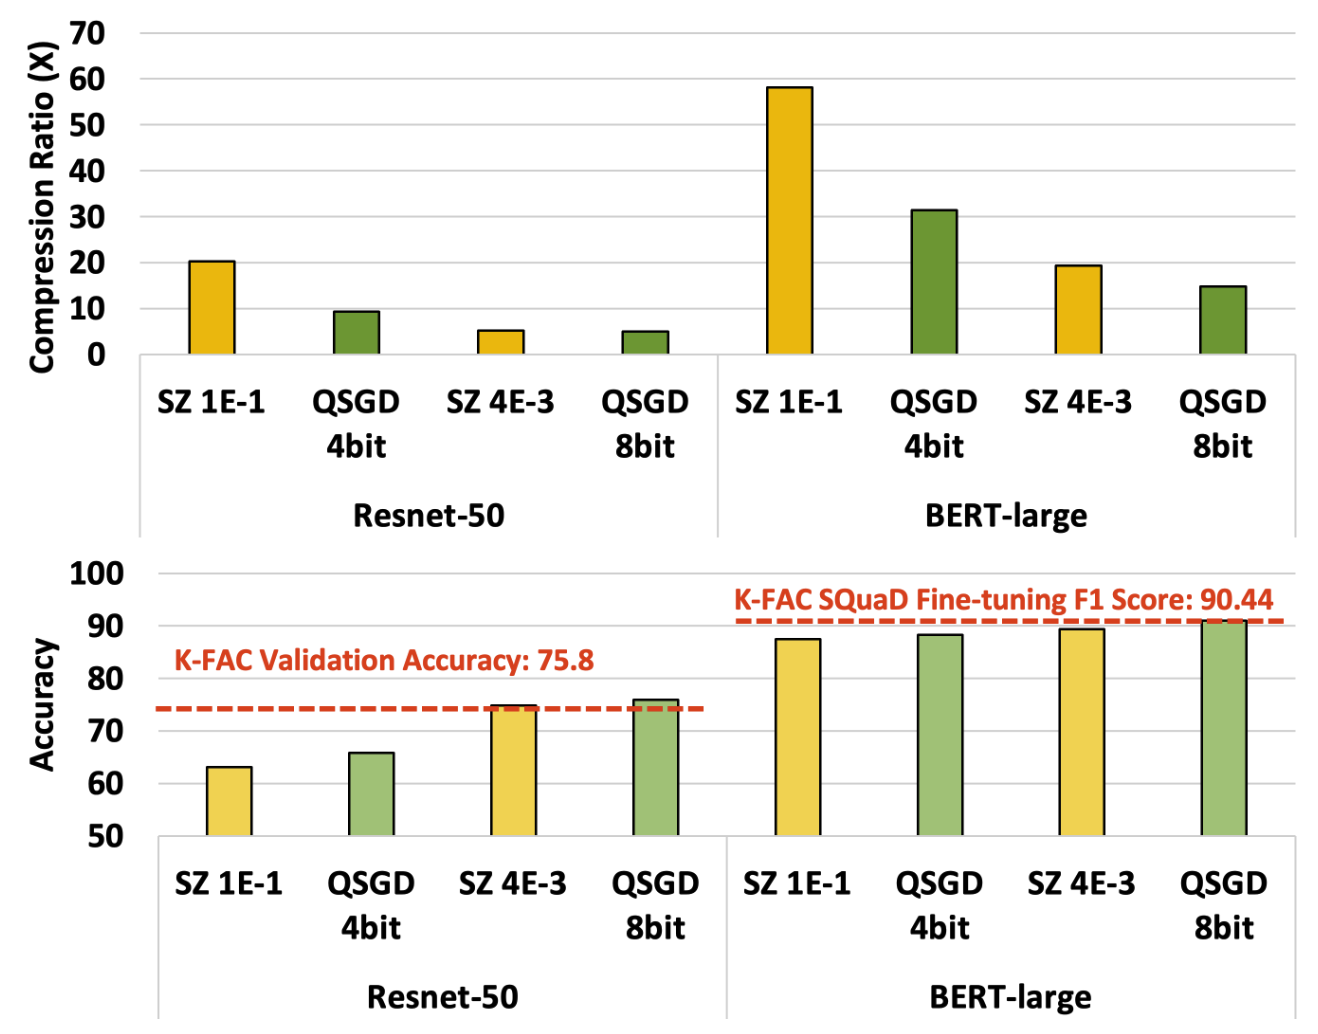 Compression Ratio (X)
70
60
50
40
30
20
10
0
SZ 1E-1 QSGD SZ 4E-3 QSGD SZ 1E-1 QSGD SZ 4E-3 QSGD
4bit 8bit 4bit 8bit
Resnet-50 BERT-large
Accuracy
100
90
80
70
60
50
K-FAC SQuaD Fine-tuning F1 Score: 90.44
K-FAC Validation Accuracy: 75.8
SZ 1E-1 QSGD SZ 4E-3 QSGD SZ 1E-1 QSGD SZ 4E-3 QSGD
4bit 8bit 4bit 8bit
Resnet-50 BERT-large